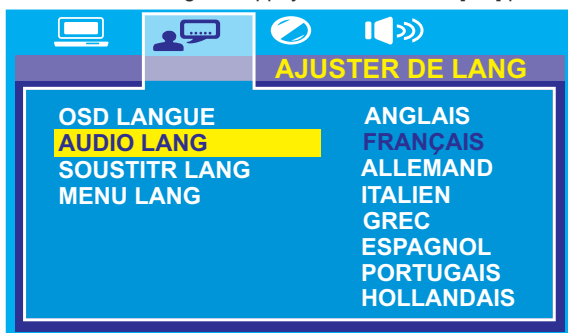 AJUSTER DE LANG
OSD LANGUE
AUDIO LANG
SOUSTITR LANG
MENU LANG
ANGLAIS
FRANÇAIS
ALLEMAND
ITALIEN
GREC
ESPAGNOL
PORTUGAIS
HOLLANDAIS